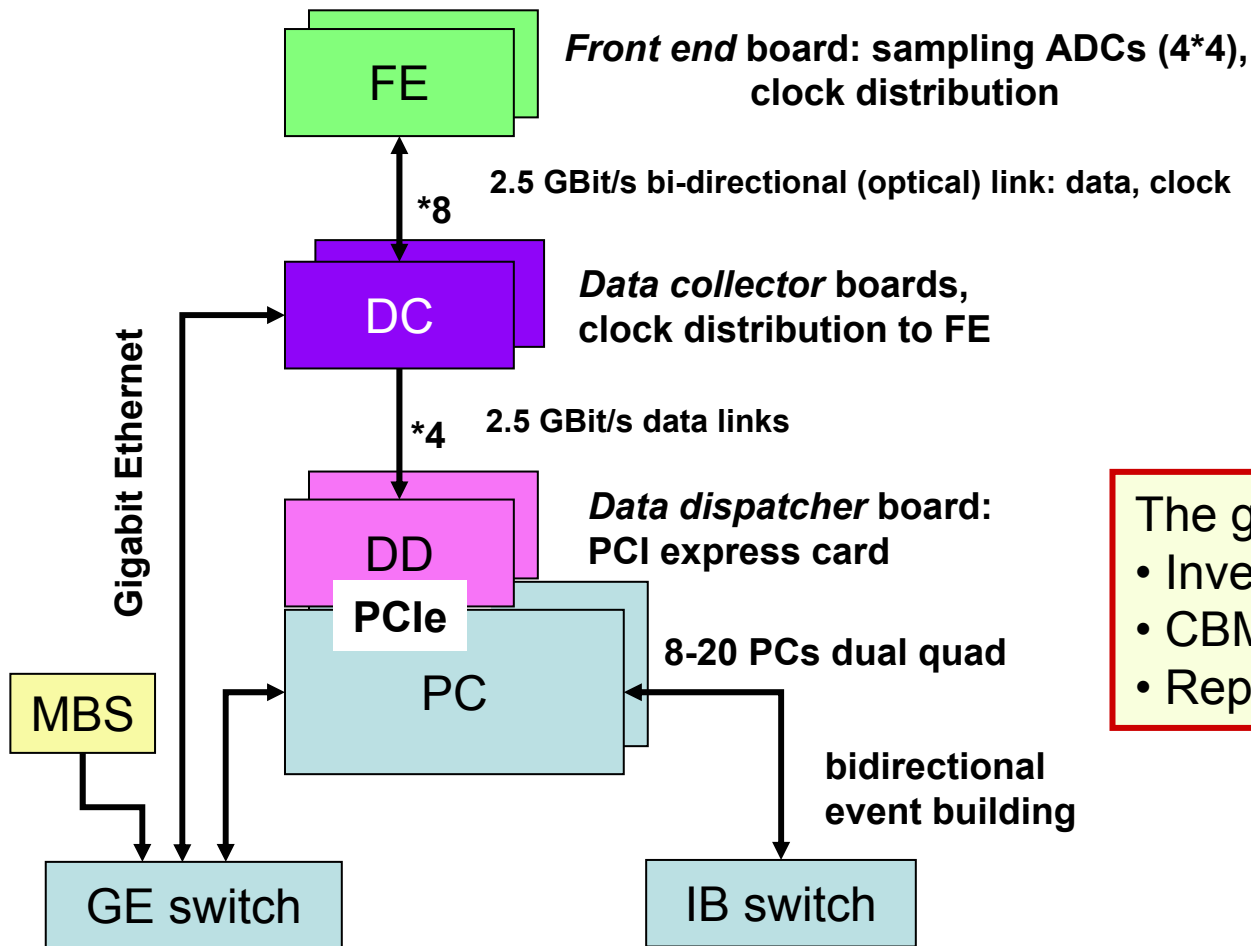 FE
Front end board: sampling ADCs (4*4),
clock distribution
2.5 GBit/s bi-directional (optical) link: data, clock
*8
DC
Data collector boards,
clock distribution to FE
Gigabit Ethernet
*4
2.5 GBit/s data links
DD
Data dispatcher board:
PCI express card
PCIe
PC
8-20 PCs dual quad
The
•
• CBM
•
MBS
bidirectional
event building
GE switch
IB switch